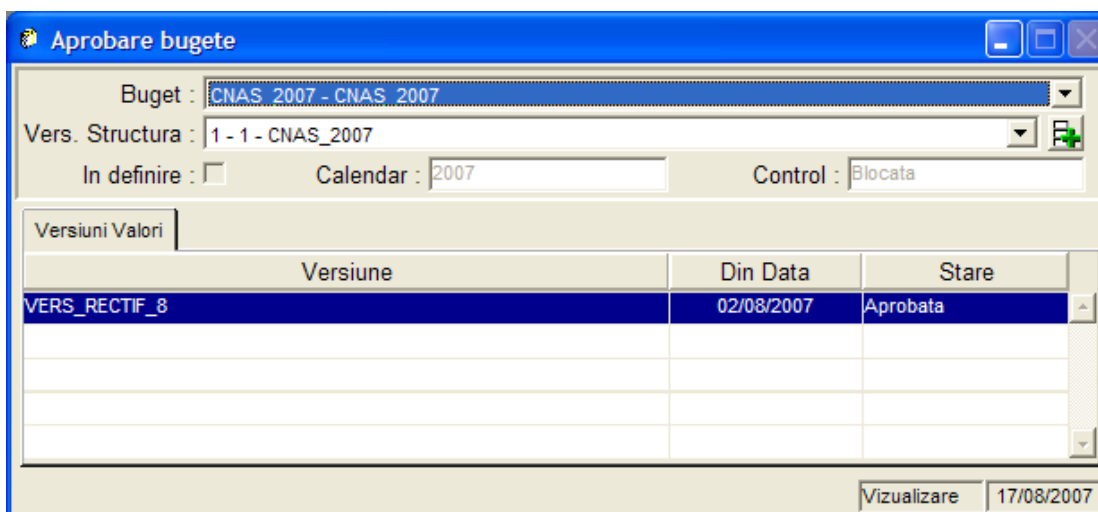 Aprobare bugete
Buget : CNAS_2007 - CNAS_2007
Vers. Structura : 1 - 1 - CNAS_2007
In definire : Calendar : 2007 Control : Blocata
Versiuni Valori
Versiune Din Data Stare
VERS_RECTIF_8 02/08/2007 Aprobata
Vizualizare 17/08/2007